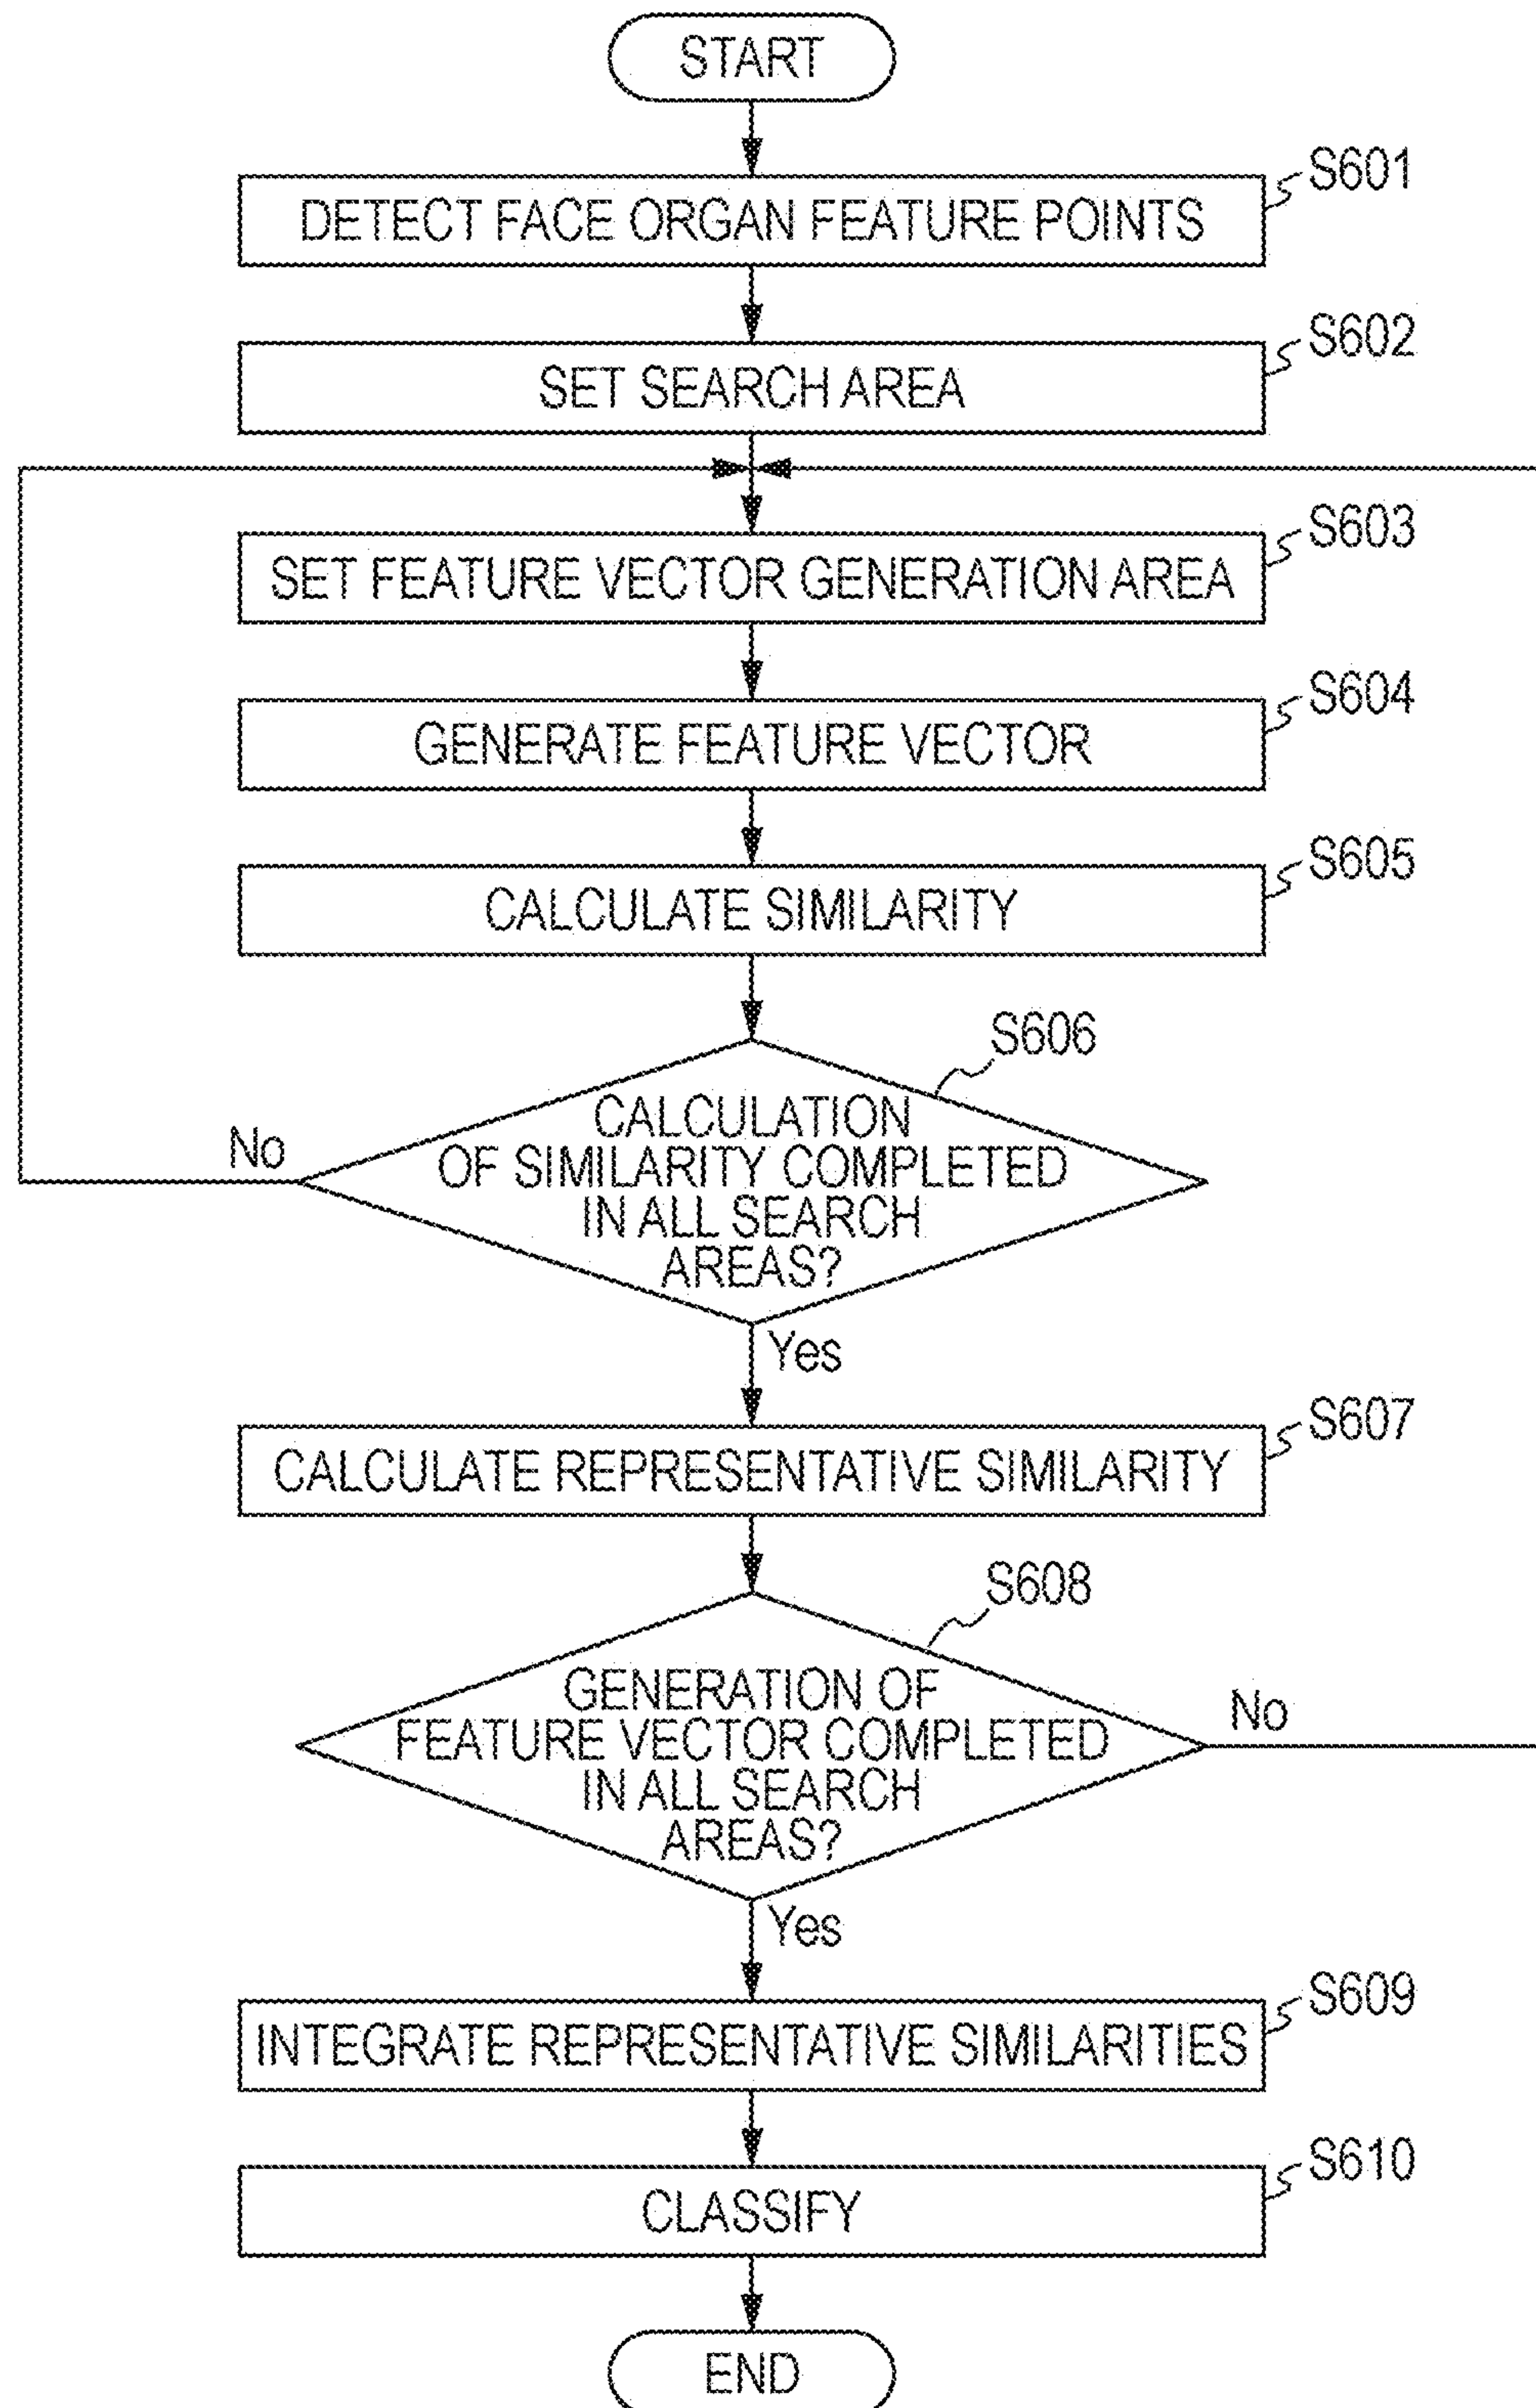 START
S601
DETECT FACE ORGAN FEATURE POINTS
S602
SET SEARCH AREA
S603
SET FEATURE VECTOR GENERATION AREA
S604
GENERATE FEATURE VECTOR
S605
CALCULATE SIMILARITY
S606
CALCULATION
OF SIMILARITY COMPLETED
IN ALL SEARCH
AREAS?
No
Yes
S607
CALCULATE REPRESENTATIVE SIMILARITY
S608
GENERATION OF
FEATURE VECTOR COMPLETED
IN ALL SEARCH
AREAS?
No
Yes
S609
INTEGRATE REPRESENTATIVE SIMILARITIES
S610
CLASSIFY
END